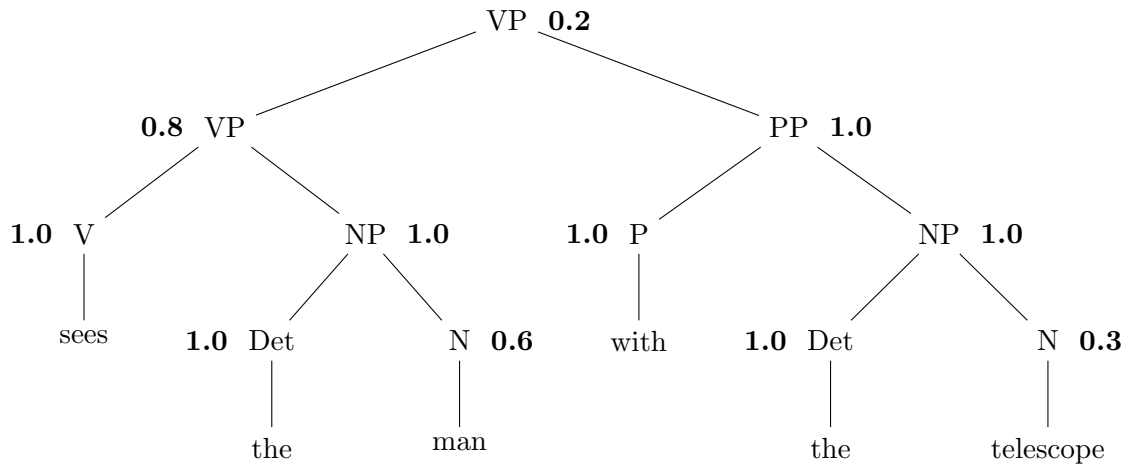 VP 0.2
0.8 VP PP 1.0
1.0 V NP 1.0 1.0 P NP 1.0
sees 1.0 Det N 0.6 with 1.0 Det N 0.3
the man the telescope